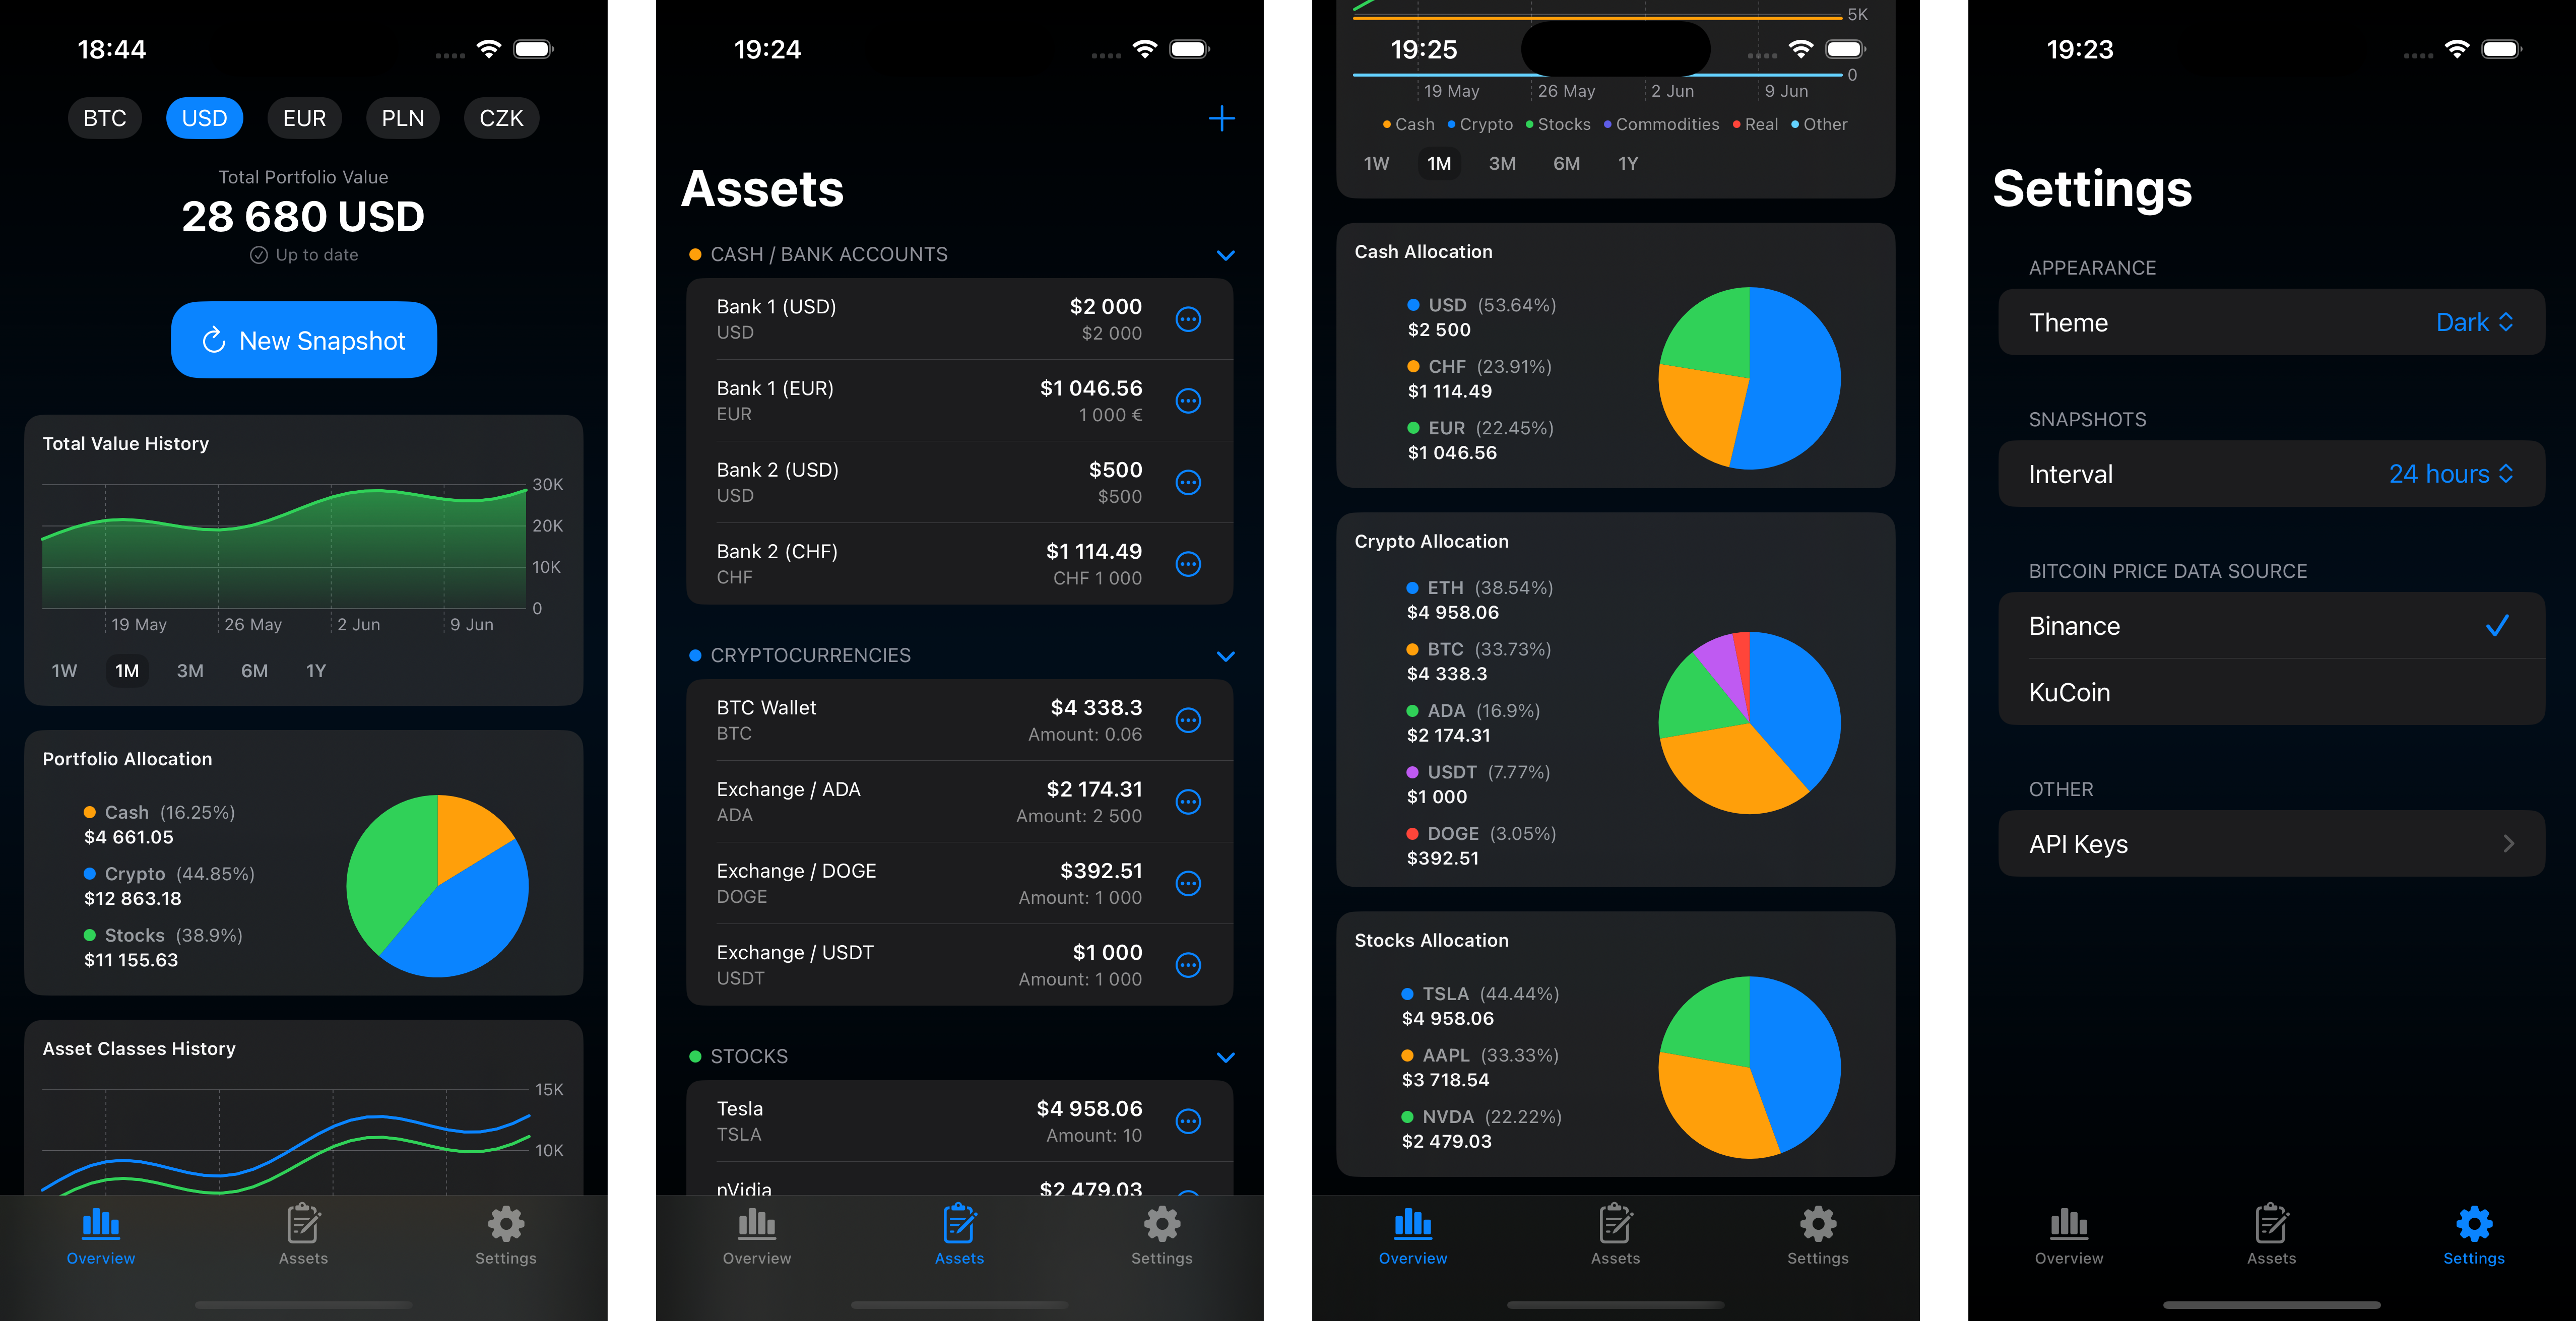 18:44
BTC USD EUR PLN CZK
Total Portfolio Value
28 680 USD
Up to date
New Snapshot
Total Value History
30K
20K
10K
0
19 May 26 May 2 Jun 9 Jun
1W 1M 3M 6M 1Y
Portfolio Allocation
Cash (16.25%)
$4 661.05
Crypto (44.85%)
$12 863.18
Stocks (38.9%)
$11 155.63
Asset Classes History
15K
10K
Overview Assets Settings
19:24
Assets
CASH / BANK ACCOUNTS
Bank 1 (USD) $2 000
USD $2 000
Bank 1 (EUR) $1 046.56
EUR 1 000 €
Bank 2 (USD) $500
USD $500
Bank 2 (CHF) $1 114.49
CHF CHF 1 000
CRYPTOCURRENCIES
BTC Wallet $4 338.3
BTC Amount: 0.06
Exchange / ADA $2 174.31
ADA Amount: 2 500
Exchange / DOGE $392.51
DOGE Amount: 1 000
Exchange / USDT $1 000
USDT Amount: 1 000
STOCKS
Tesla $4 958.06
TSLA Amount: 10
nVidia $2 479.03
Overview Assets Settings
5K
19:25
0
19 May 26 May 2 Jun 9 Jun
Cash Crypto Stocks Commodities Real Other
1W 1M 3M 6M 1Y
Cash Allocation
USD (53.64%)
$2 500
CHF (23.91%)
$1 114.49
EUR (22.45%)
$1 046.56
Crypto Allocation
ETH (38.54%)
$4 958.06
BTC (33.73%)
$4 338.3
ADA (16.9%)
$2 174.31
USDT (7.77%)
$1 000
DOGE (3.05%)
$392.51
Stocks Allocation
TSLA (44.44%)
$4 958.06
AAPL (33.33%)
$3 718.54
NVDA (22.22%)
$2 479.03
Overview Assets Settings
19:23
Settings
APPEARANCE
Theme Dark
SNAPSHOTS
Interval 24 hours
BITCOIN PRICE DATA SOURCE
Binance
KuCoin
OTHER
API Keys
Overview Assets Settings